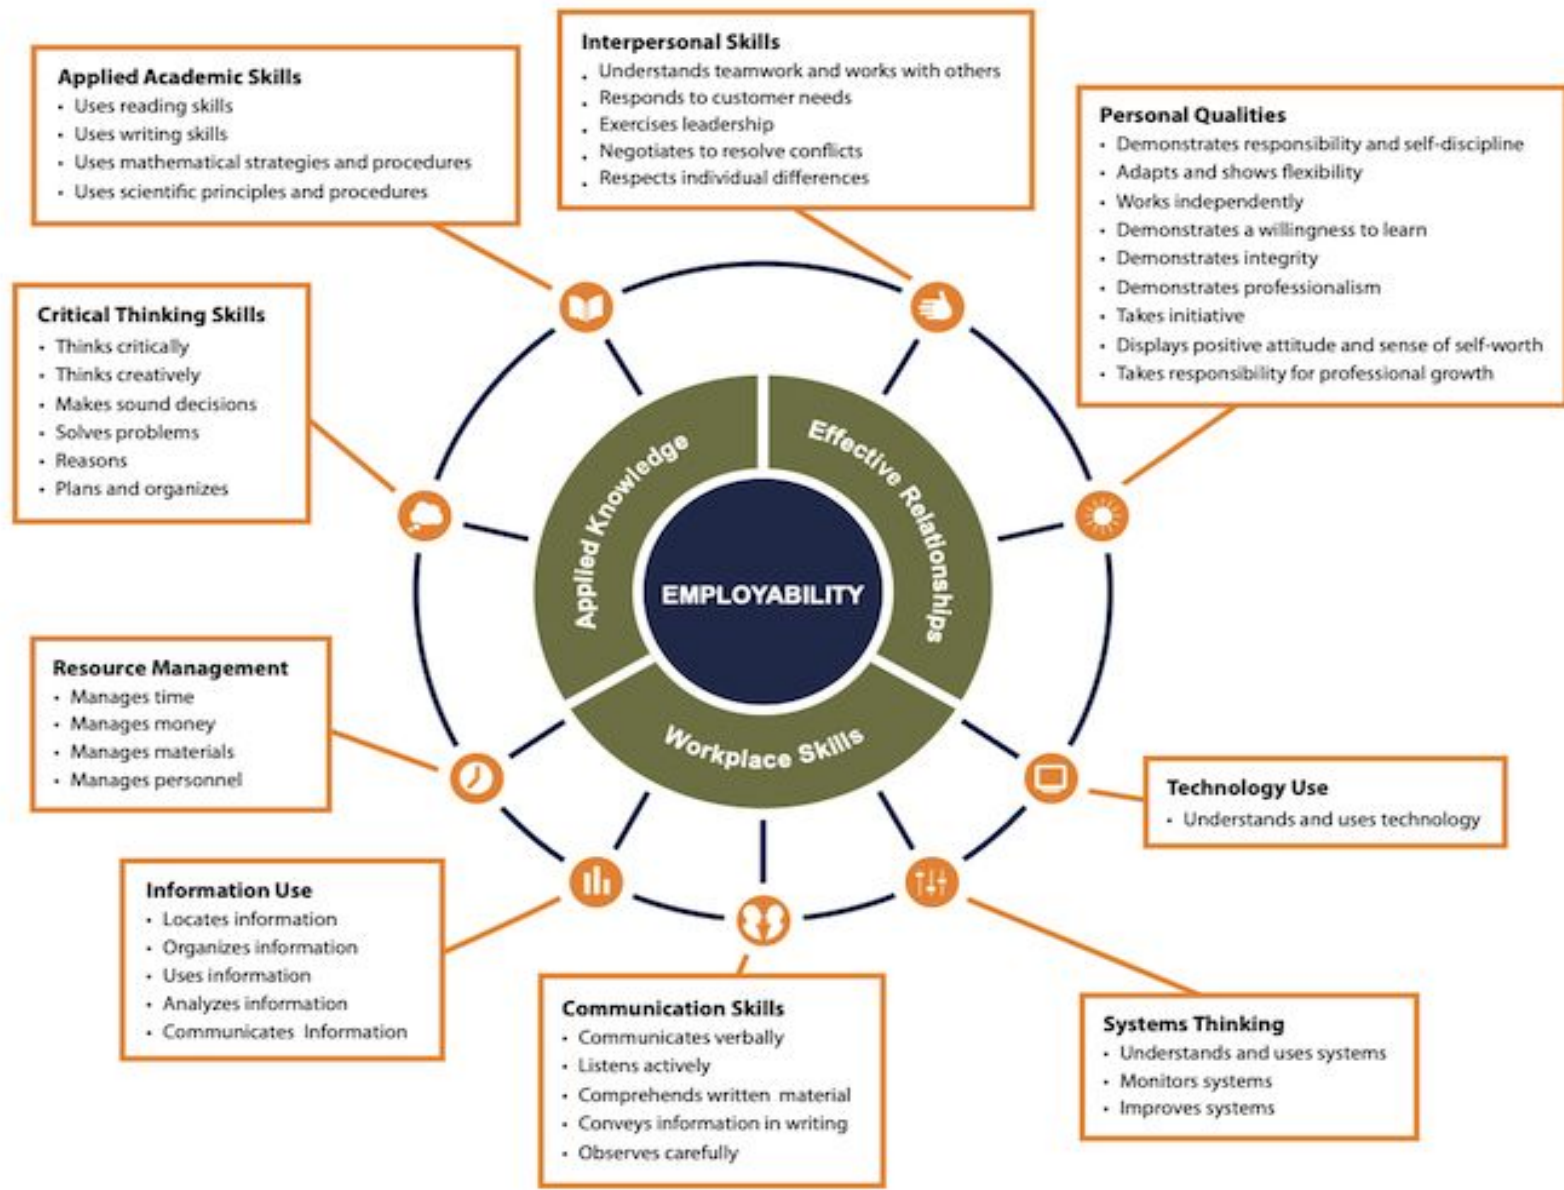 Interpersonal Skills
. Understands teamwork and works with others
. Responds to customer needs
. Exercises leadership
. Negotiates to resolve conflicts
. Respects individual differences
Applied Academic Skills
• Uses reading skills
• Uses writing skills
• Uses mathematical strategies and procedures
• Uses scientific principles and procedures
Personal Qualities
• Demonstrates responsibility and self-discipline
• Adapts and shows flexibility
• Works independently
• Demonstrates a willingness to learn
• Demonstrates integrity
• Demonstrates professionalism
• Takes initiative
• Displays positive attitude and sense of self-worth
• Takes responsibility for professional growth
Critical Thinking Skills
• Thinks critically
• Thinks creatively
• Makes sound decisions
• Solves problems
• Reasons
• Plans and organizes
Applied Knowledge
Effective Relationships
EMPLOYABILITY
Workplace Skills
Resource Management
• Manages time
• Manages money
• Manages materials
• Manages personnel
Technology Use
• Understands and uses technology
Information Use
• Locates information
• Organizes information
• Uses information
• Analyzes information
• Communicates Information
Communication Skills
• Communicates verbally
• Listens actively
• Comprehends written material
• Conveys information in writing
• Observes carefully
Systems Thinking
• Understands and uses systems
• Monitors systems
• Improves systems